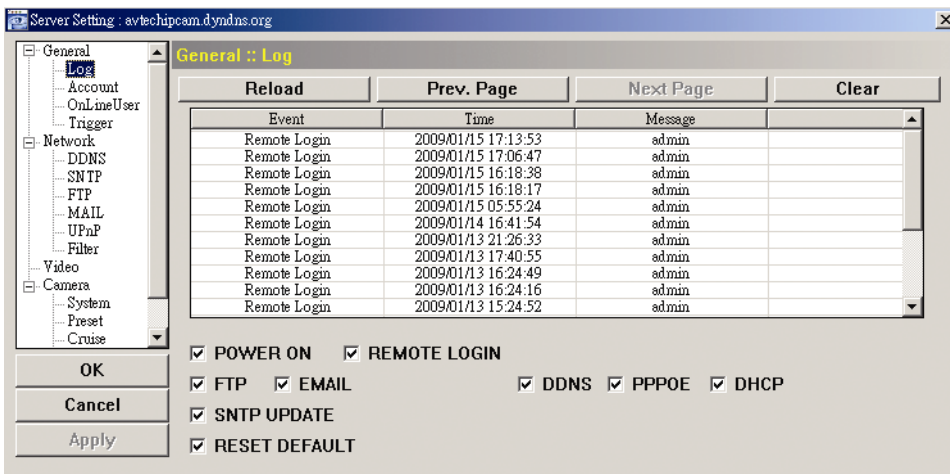 Server Setting : avtechipcam.dyndns.org
General
Log
Account
OnLineUser
Trigger
Network
DDNS
SNTP
FTP
MAIL
UPnP
Filter
Video
Camera
System
Preset
Cruise
OK
Cancel
Apply
General :: Log
Reload Prev. Page Next Page Clear
Event Time Message
Remote Login 2009/01/15 17:13:53 admin
Remote Login 2009/01/15 17:06:47 admin
Remote Login 2009/01/15 16:18:38 admin
Remote Login 2009/01/15 16:18:17 admin
Remote Login 2009/01/15 05:55:24 admin
Remote Login 2009/01/14 16:41:54 admin
Remote Login 2009/01/13 21:26:33 admin
Remote Login 2009/01/13 17:40:55 admin
Remote Login 2009/01/13 16:24:49 admin
Remote Login 2009/01/13 16:24:16 admin
Remote Login 2009/01/13 15:24:52 admin
POWER ON REMOTE LOGIN
FTP EMAIL DDNS PPPOE DHCP
SNTP UPDATE
RESET DEFAULT